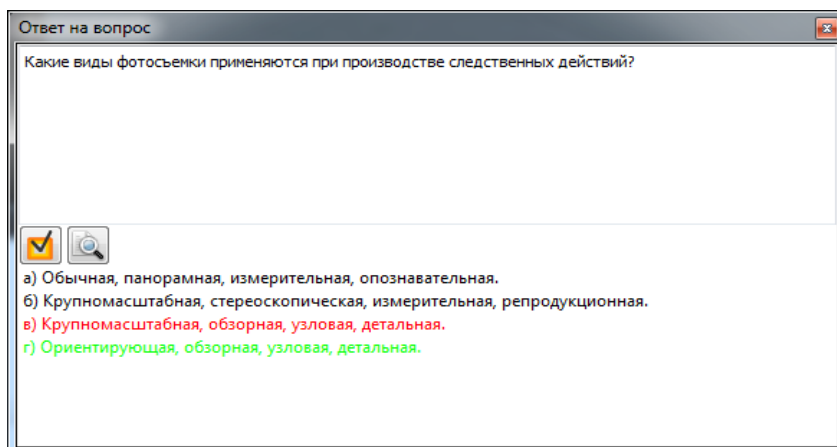 Ответ на вопрос
Какие виды фотосъемки применяются при производстве следственных действий?
а) Обычная, панорамная, измерительная, опознавательная.
б) Крупномасштабная, стереоскопическая, измерительная, репродукционная.
в) Крупномасштабная, обзорная, узловая, детальная.
г) Ориентирующая, обзорная, узловая, детальная.